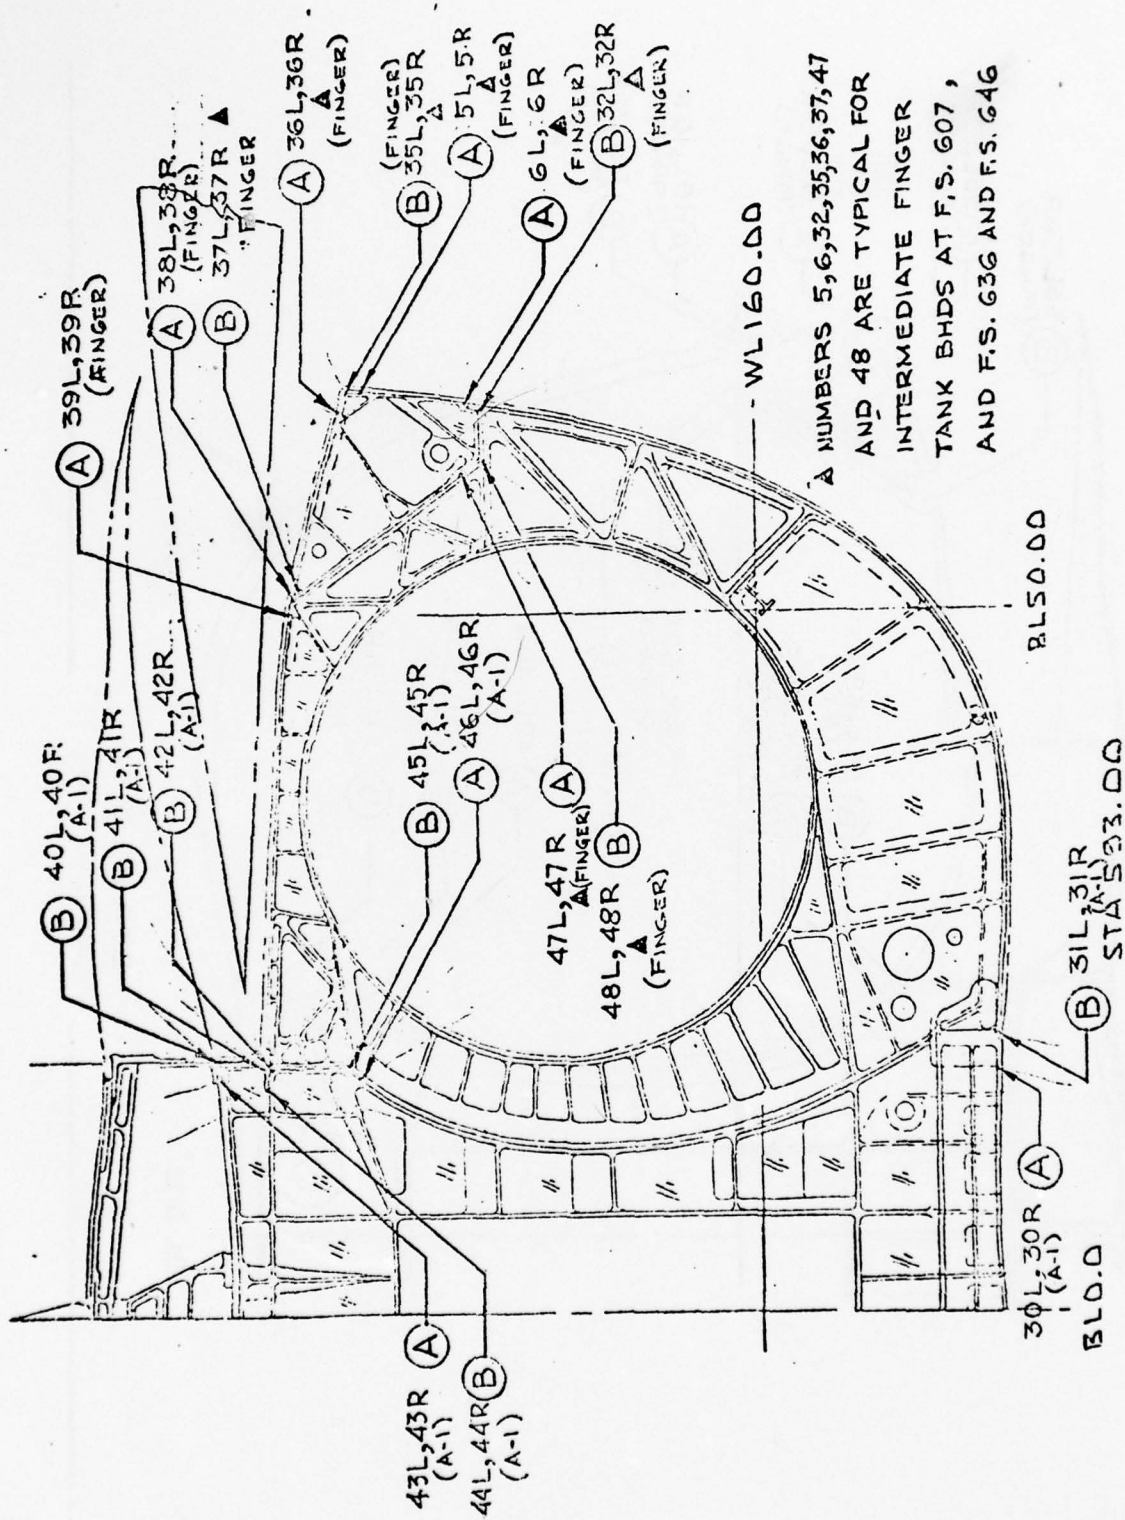 39L,39R
(FINGER)
A
38L,38R
(FINGER)
A
37L,37R
FINGER
B
36L,36R
(FINGER)
A
(FINGER)
35L,35R
B
5L,5R
(FINGER)
A
6L,6R
(FINGER)
A
32L,32R
(FINGER)
B
40L,40R
(A-1)
B
41L,41R
(A-1)
B
42L,42R
(A-1)
B
45L,45R
(A-1)
B
46L,46R
(A-1)
A
47L,47R
(FINGER)
A
48L,48R
(FINGER)
B
43L,43R
(A-1)
A
44L,44R
(A-1)
B
30L,30R
(A-1)
A
31L,31R
(A-1)
B
WL160.00
BL50.00
BL0.0
STA 593.00
NUMBERS 5,6,32,35,36,37,47
AND 48 ARE TYPICAL FOR
INTERMEDIATE FINGER
TANK BHDS AT F.S. 607,
AND F.S. 636 AND F.S. 646